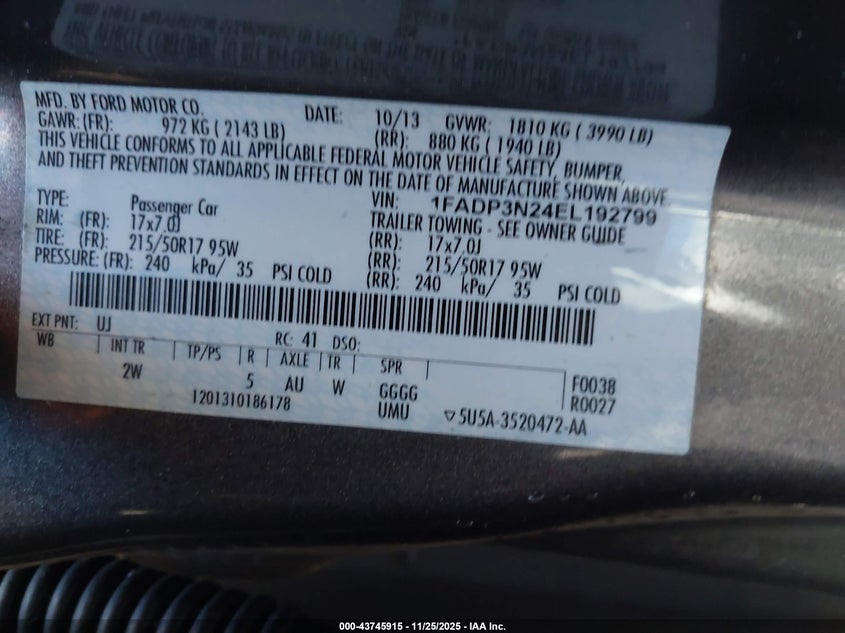 MFD. BY FORD MOTOR CO. DATE: 10/13 GVWR: 1810 KG ( 3990 LB)
GAWR: (FR): 972 KG ( 2143 LB) (RR): 880 KG ( 1940 LB)
THIS VEHICLE CONFORMS TO ALL APPLICABLE FEDERAL MOTOR VEHICLE SAFETY, BUMPER,
AND THEFT PREVENTION STANDARDS IN EFFECT ON THE DATE OF MANUFACTURE SHOWN ABOVE.
VIN: 1FADP3N24EL192799
TYPE: Passenger Car TRAILER TOWING - SEE OWNER GUIDE
RIM: (FR): 17x7.0J (RR): 17x7.0J
TIRE: (FR): 215/50R17 95W (RR): 215/50R17 95W
PRESSURE: (FR): 240 kPa/ 35 PSI COLD (RR): 240 kPa/ 35 PSI COLD
EXT PNT: UJ RC: 41 DSO:
WB INT TR TP/PS R AXLE TR SPR
2W 5 AU W GGGG F0038
1201310186178 UMU R0027
5U5A-3520472-AA
000-43745915 - 11/25/2025 - IAA Inc.